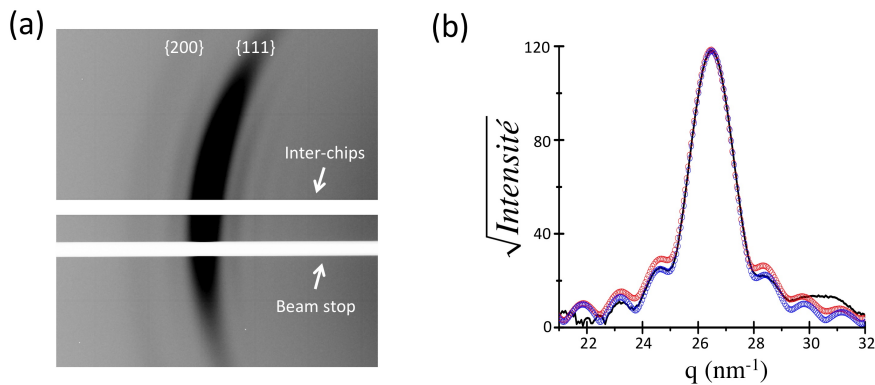 (a)
{200} {111}
Inter-chips
Beam stop
(b)
120
80
40
0
√Intensité
22 24 26 28 30 32
q (nm-1)